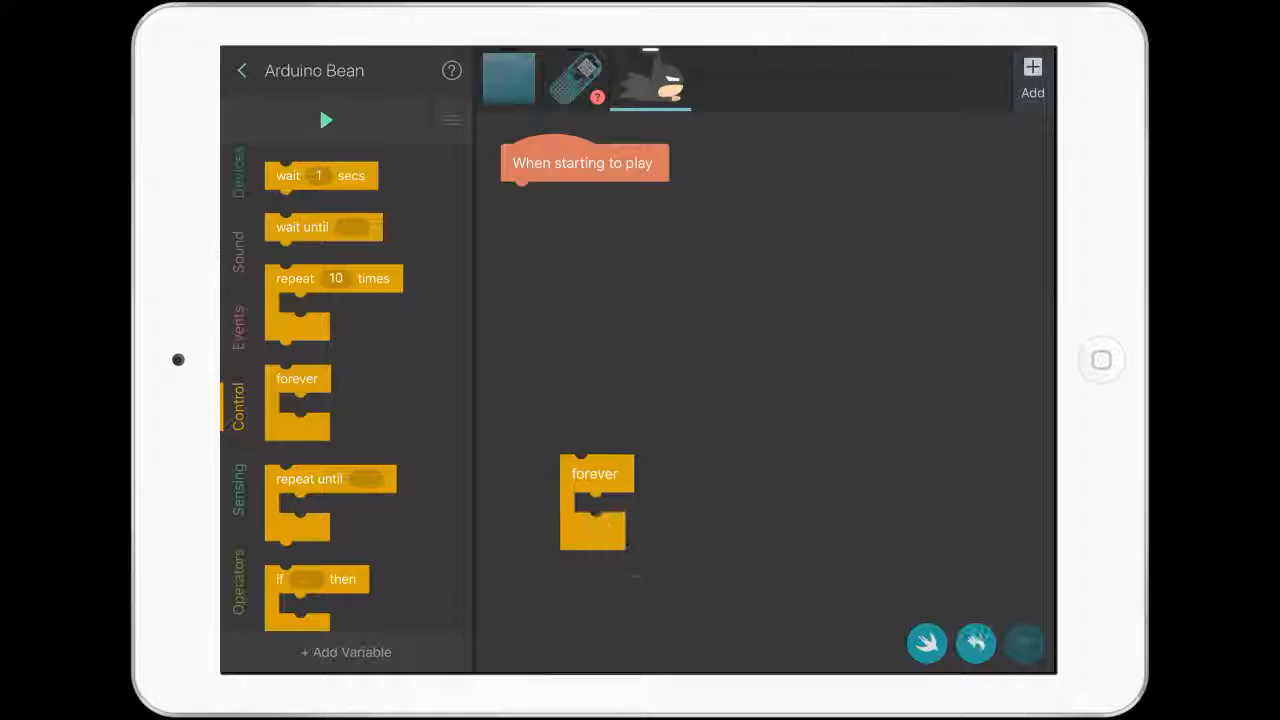 Arduino Bean
?
?
Add
Devices
Sound
Events
Control
Sensing
Operators
wait 1 secs
wait until
repeat 10 times
forever
repeat until
if then
+ Add Variable
When starting to play
forever